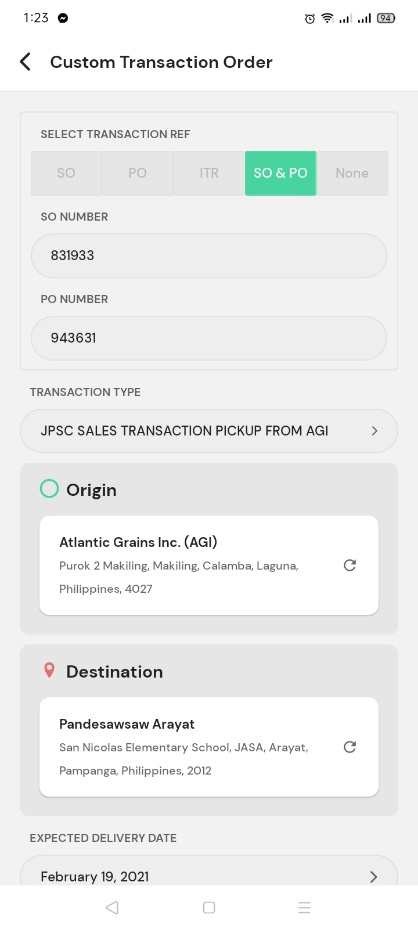 1:23
94
Custom Transaction Order
SELECT TRANSACTION REF
SO PO ITR SO & PO None
SO NUMBER
831933
PO NUMBER
943631
TRANSACTION TYPE
JPSC SALES TRANSACTION PICKUP FROM AGI
Origin
Atlantic Grains Inc. (AGI)
Purok 2 Makiling, Makiling, Calamba, Laguna,
Philippines, 4027
Destination
Pandesawsaw Arayat
San Nicolas Elementary School, JASA, Arayat,
Pampanga, Philippines, 2012
EXPECTED DELIVERY DATE
February 19, 2021